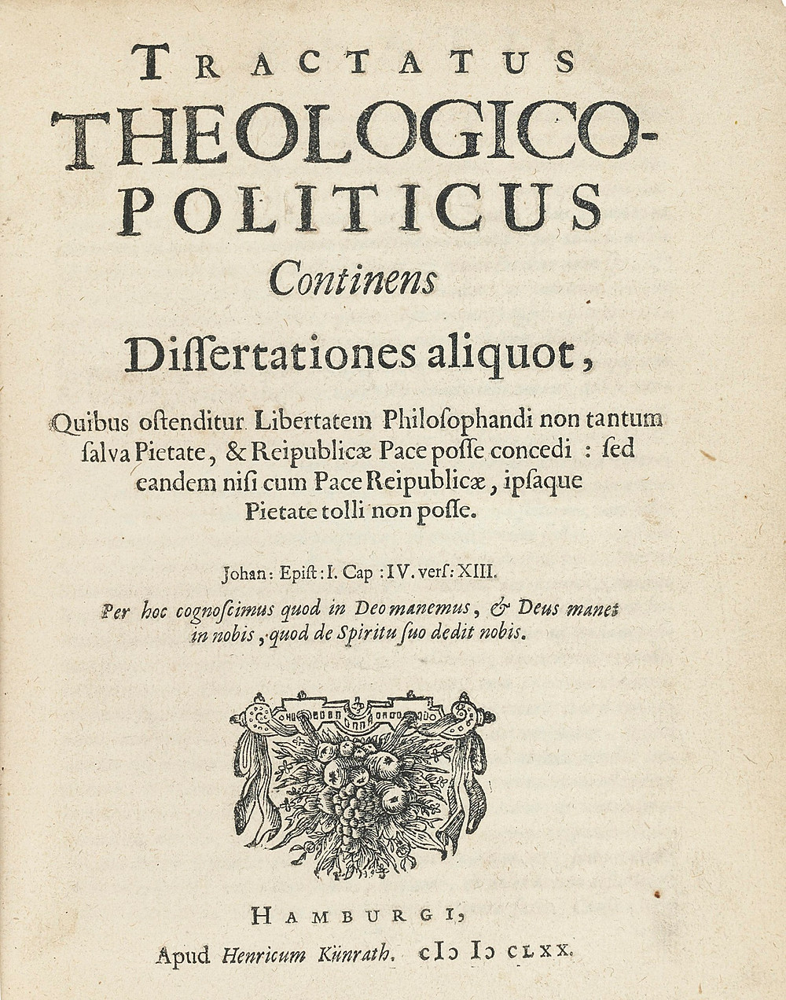 TRACTATUS
THEOLOGICO-
POLITICUS
Continens
Diſſertationes aliquot,
Quibus oſtenditur Libertatem Philoſophandi non tantum
ſalva Pietate, & Reipublicæ Pace poſſe concedi : ſed
eandem niſi cum Pace Reipublicæ, ipſaque
Pietate tolli non poſſe.
Johan: Epiſt: I. Cap : IV. verſ: XIII.
Per hoc cognoſcimus quod in Deo manemus, & Deus manet
in nobis, quod de Spiritu ſuo dedit nobis.
HAMBURGI,
Apud Henricum Künrath. cIɔ Iɔ CLXX.